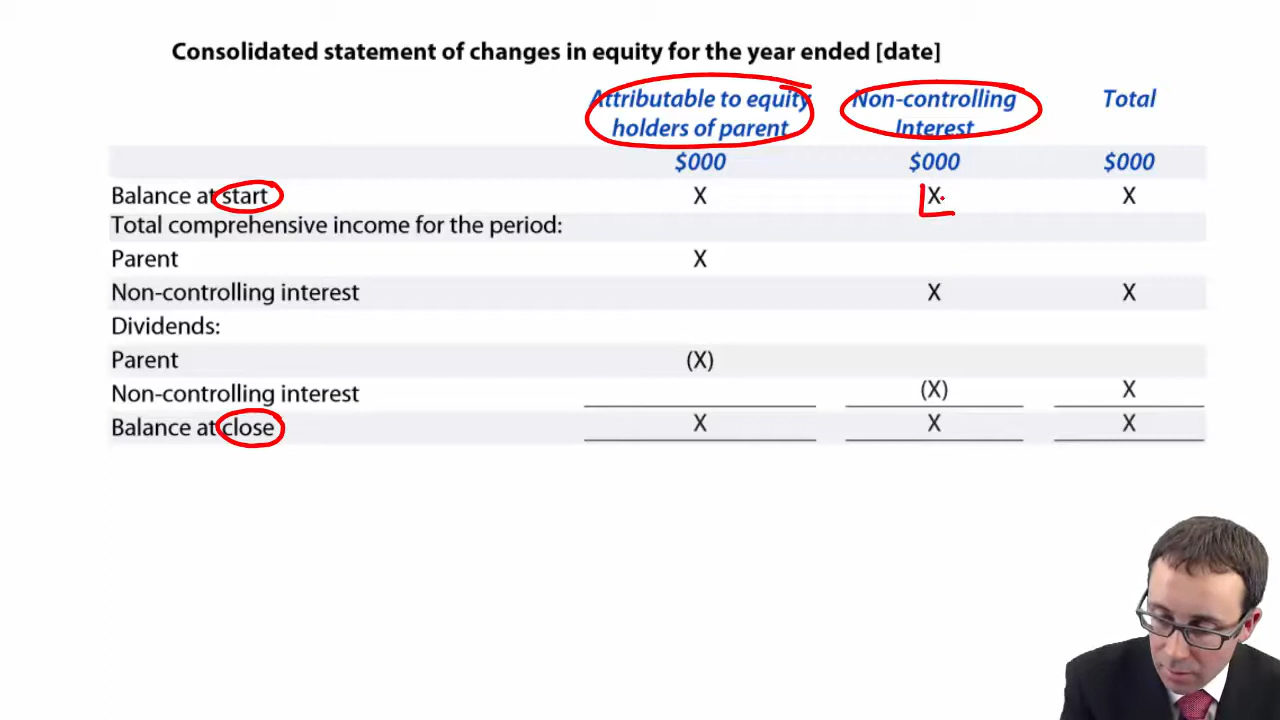 Consolidated statement of changes in equity for the year ended [date]
Attributable to equity Non-controlling Total
holders of parent Interest
$000 $000 $000
Balance at start X X X
Total comprehensive income for the period:
Parent X
Non-controlling interest X X
Dividends:
Parent (X)
Non-controlling interest (X) X
Balance at close X X X